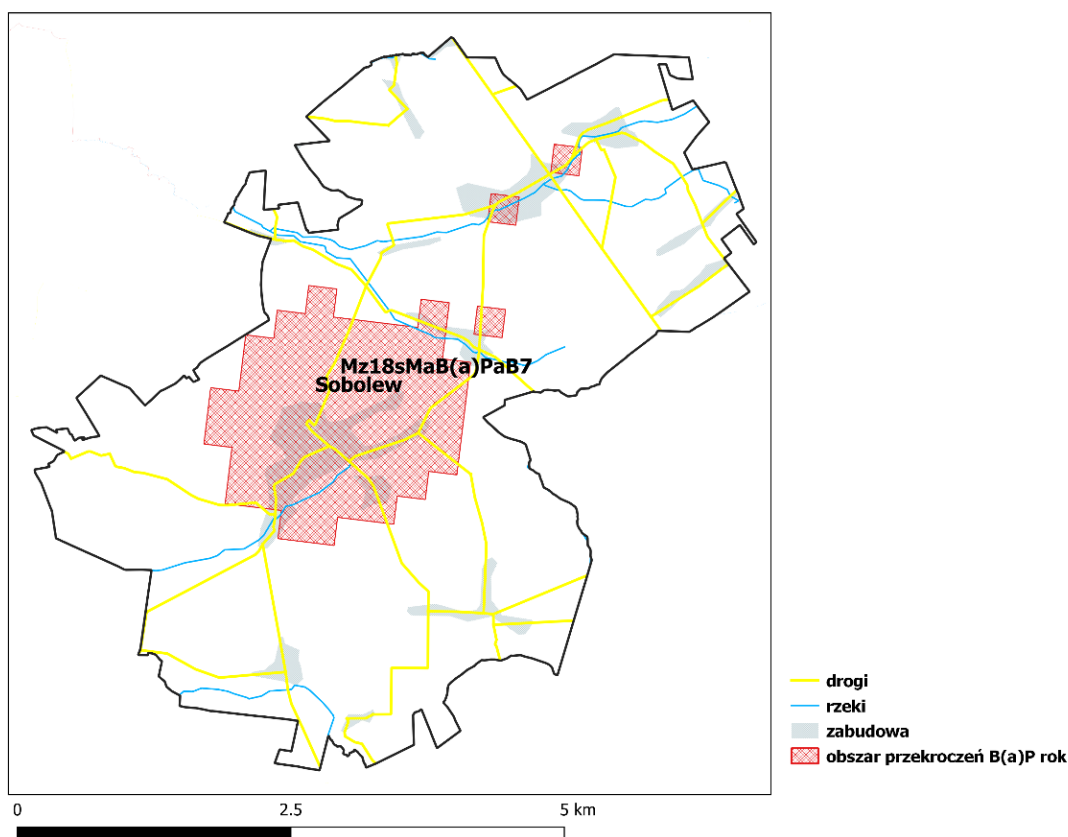 Mz18sMaB(a)PaB7
Sobolew
drogi
rzeki
zabudowa
obszar przekroczeń B(a)P rok
0 2.5 5 km